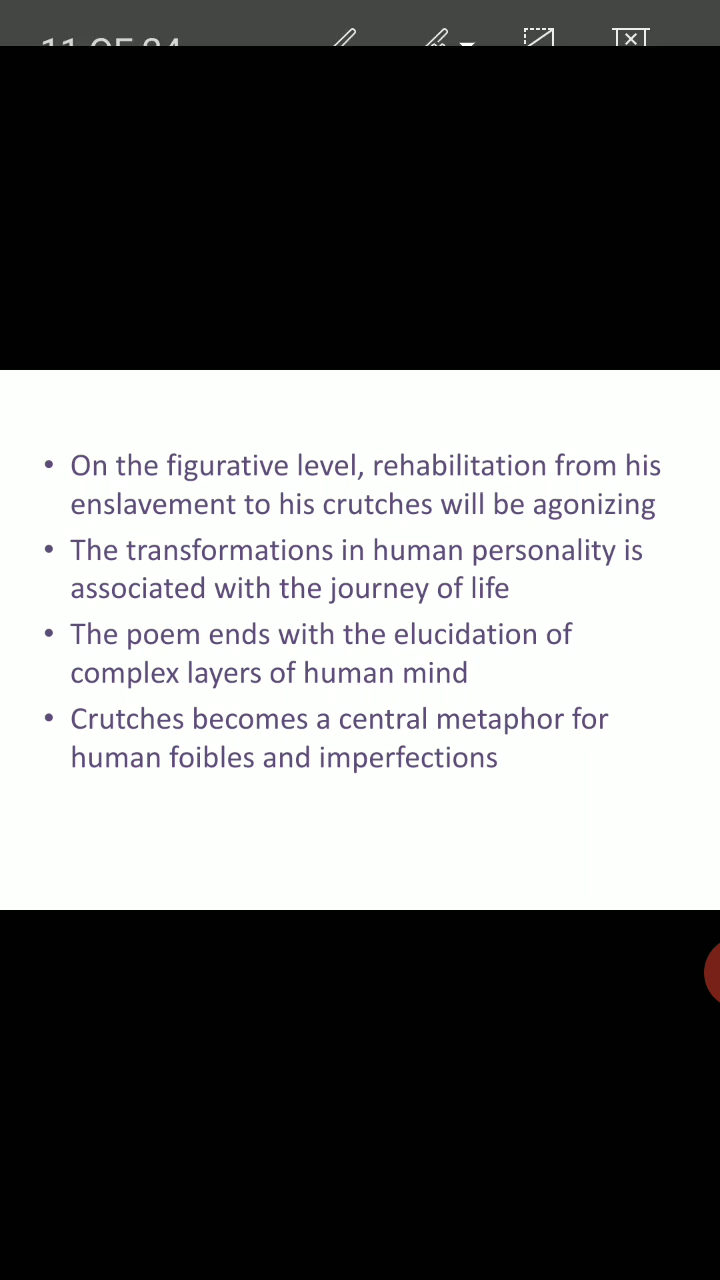 • On the figurative level, rehabilitation from his
enslavement to his crutches will be agonizing
• The transformations in human personality is
associated with the journey of life
• The poem ends with the elucidation of
complex layers of human mind
• Crutches becomes a central metaphor for
human foibles and imperfections